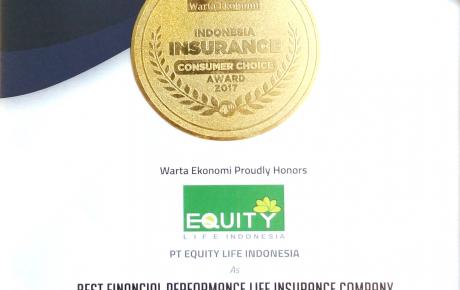 Warta Ekonomi
INDONESIA
INSURANCE
CONSUMER CHOICE
AWARD
2017
4th
Warta Ekonomi Proudly Honors
EQUITY
LIFE INDONESIA
PT EQUITY LIFE INDONESIA
As
BEST FINANCIAL PERFORMANCE LIFE INSURANCE COMPANY